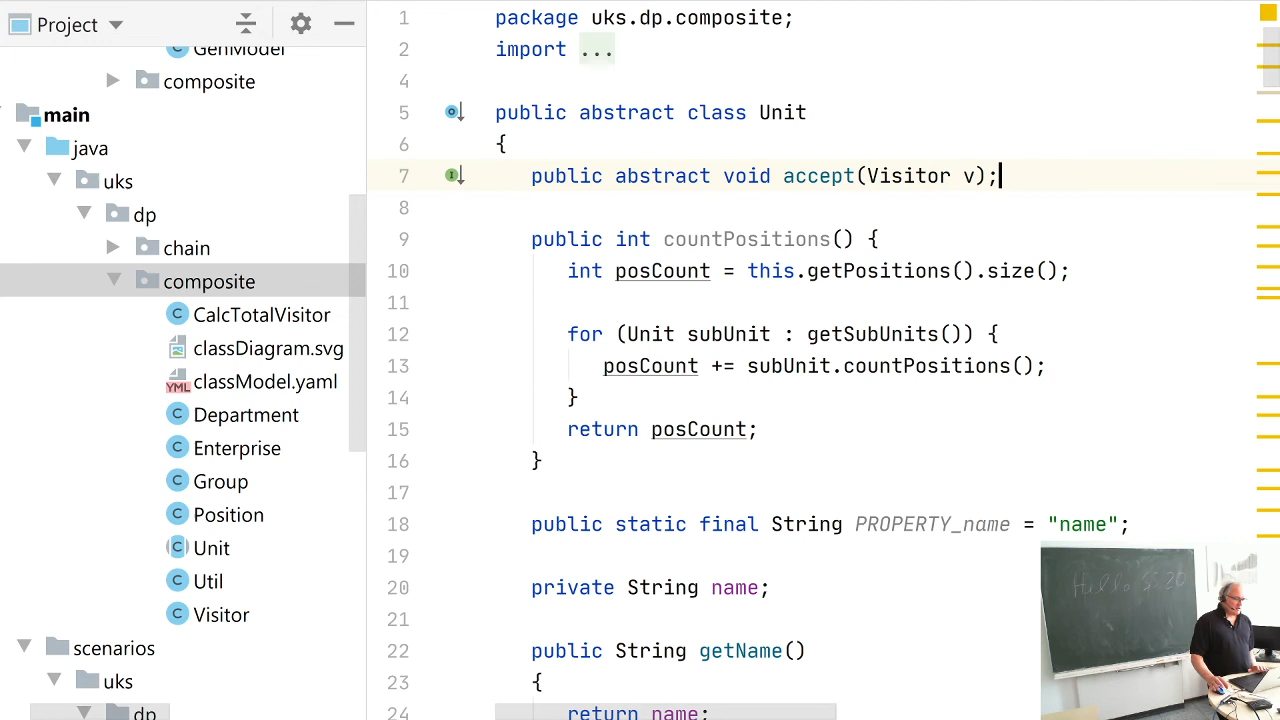 Project
GenModel
composite
main
java
uks
dp
chain
composite
CalcTotalVisitor
classDiagram.svg
YML classModel.yaml
Department
Enterprise
Group
Position
Unit
Util
Visitor
scenarios
uks
dp
1 package uks.dp.composite;
2 import ...
4
5 public abstract class Unit
6 {
7 public abstract void accept(Visitor v);
8
9 public int countPositions() {
10 int posCount = this.getPositions().size();
11
12 for (Unit subUnit : getSubUnits()) {
13 posCount += subUnit.countPositions();
14 }
15 return posCount;
16 }
17
18 public static final String PROPERTY_name = "name";
19
20 private String name;
21
22 public String getName()
23 {
24 return name;
Hello